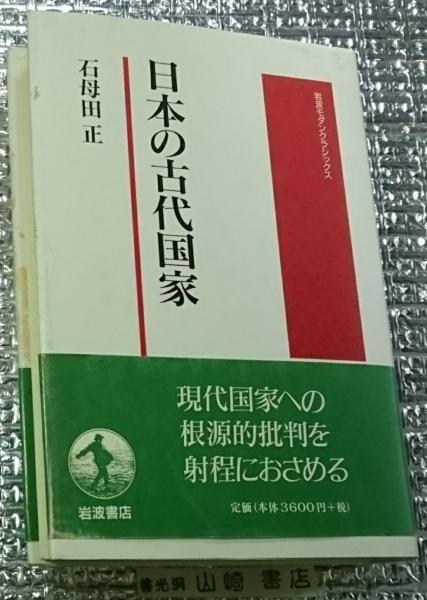 岩波モダンクラシックス
日本の古代国家
石母田 正
現代国家への
根源的批判を
射程におさめる
定価(本体3600円+税)
岩波書店
善光洞 山崎書店